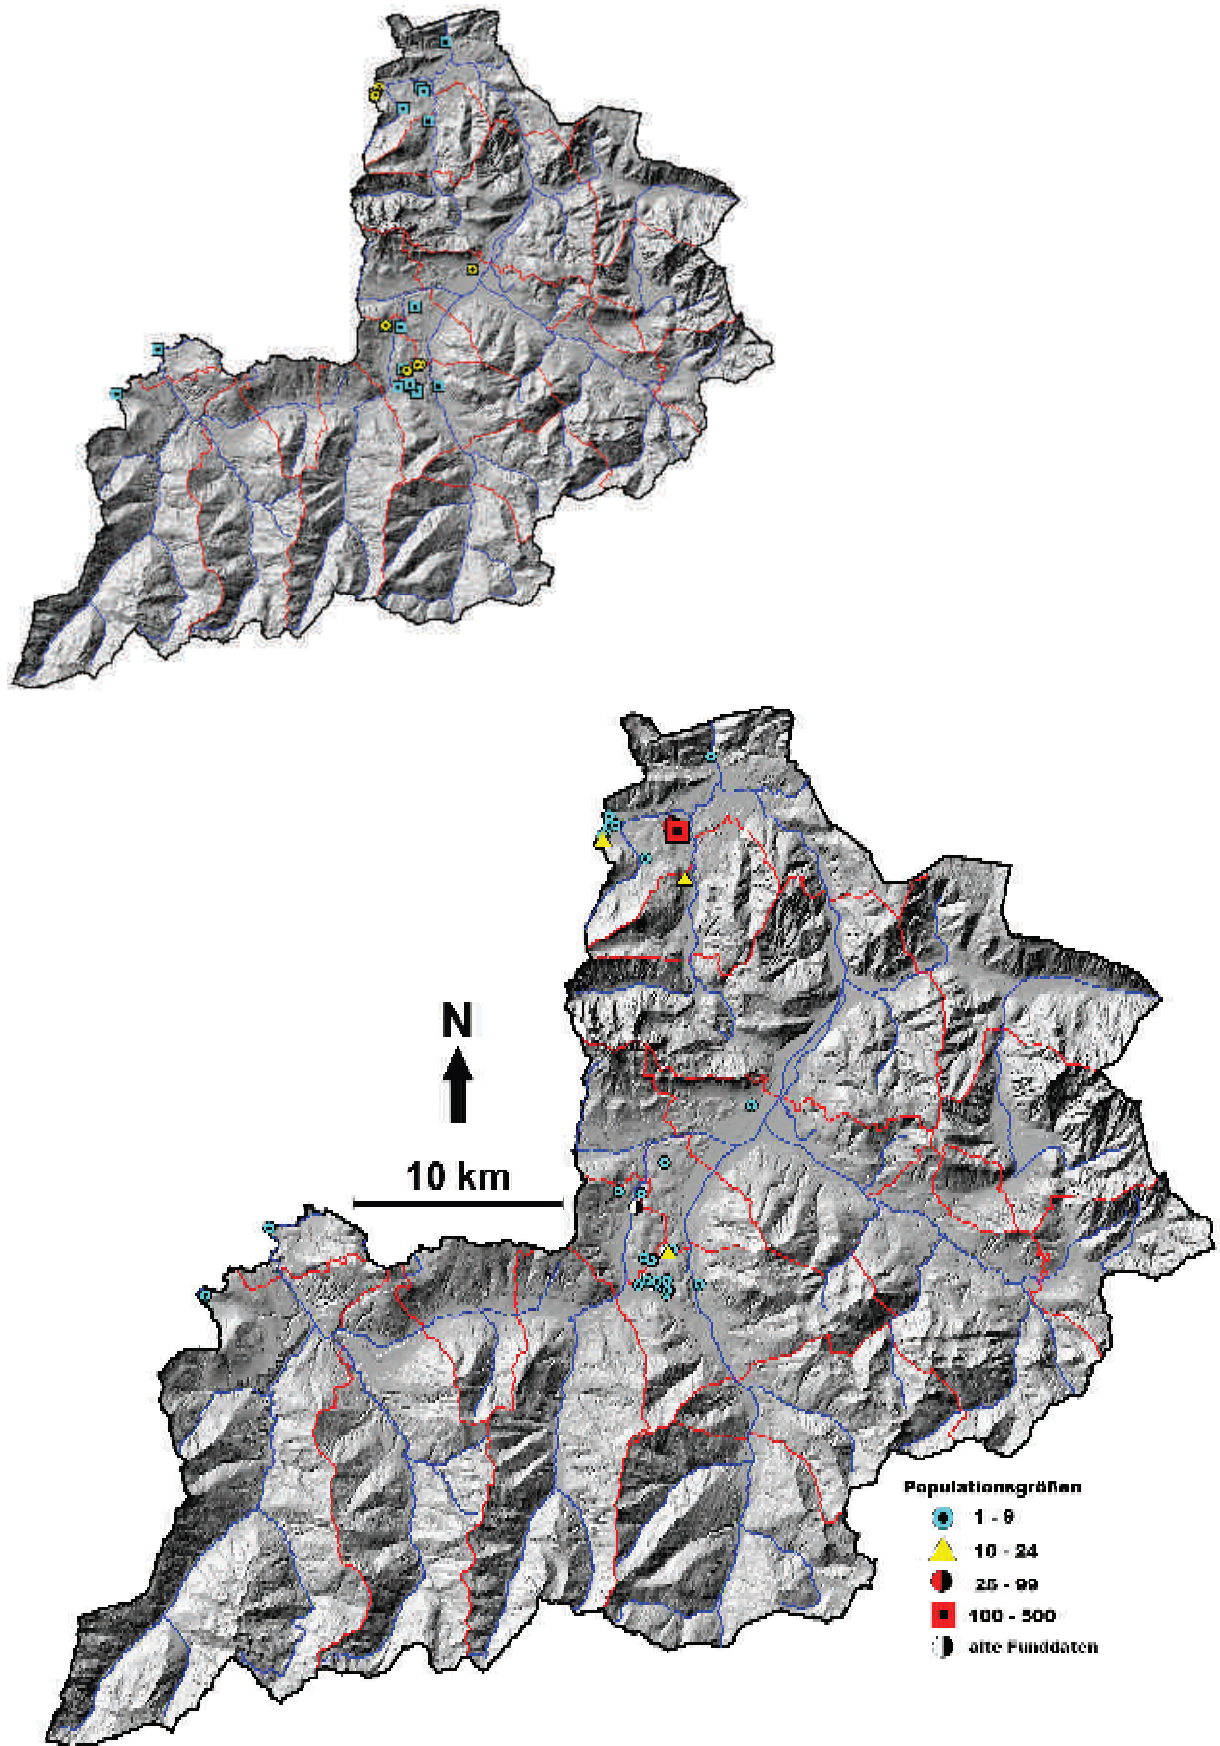 N
10 km
Populationsgrößen
1 - 9
10 - 24
25 - 99
100 - 500
alte Funddaten